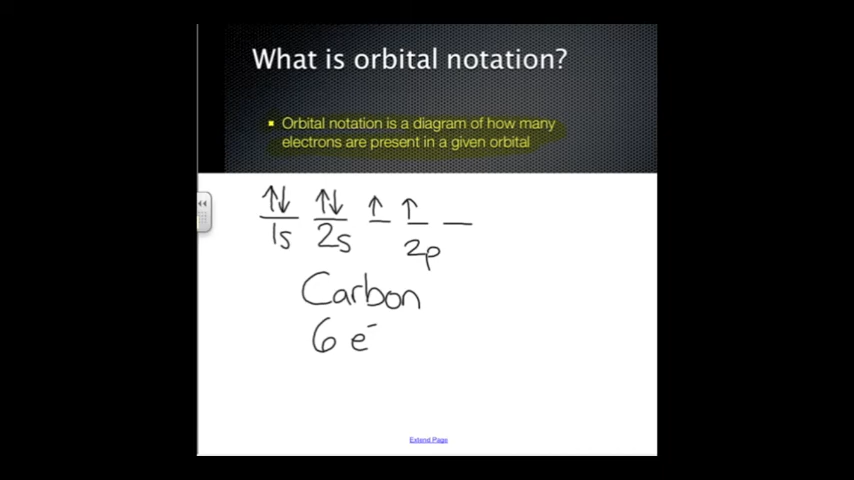 What is orbital notation?
Orbital notation is a diagram of how many
electrons are present in a given orbital
↑↓ ↑↓ ↑ ↑
1s 2s 2p
Carbon
6 e⁻
Extend Page